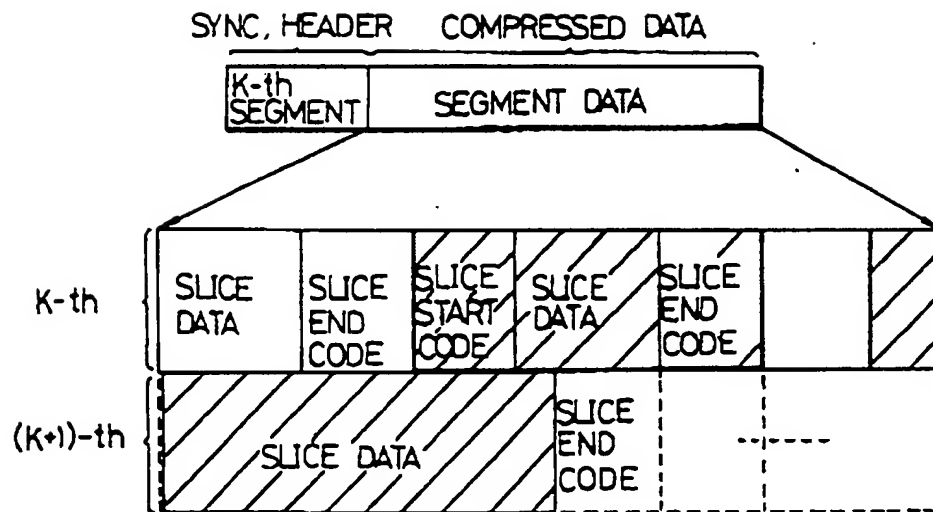 SYNC, HEADER COMPRESSED DATA
K-th
SEGMENT
SEGMENT DATA
K-th
SLICE
DATA
SLICE
END
CODE
SLICE
START
CODE
SLICE
DATA
SLICE
END
CODE
(K+1)-th
SLICE DATA
SLICE
END
CODE